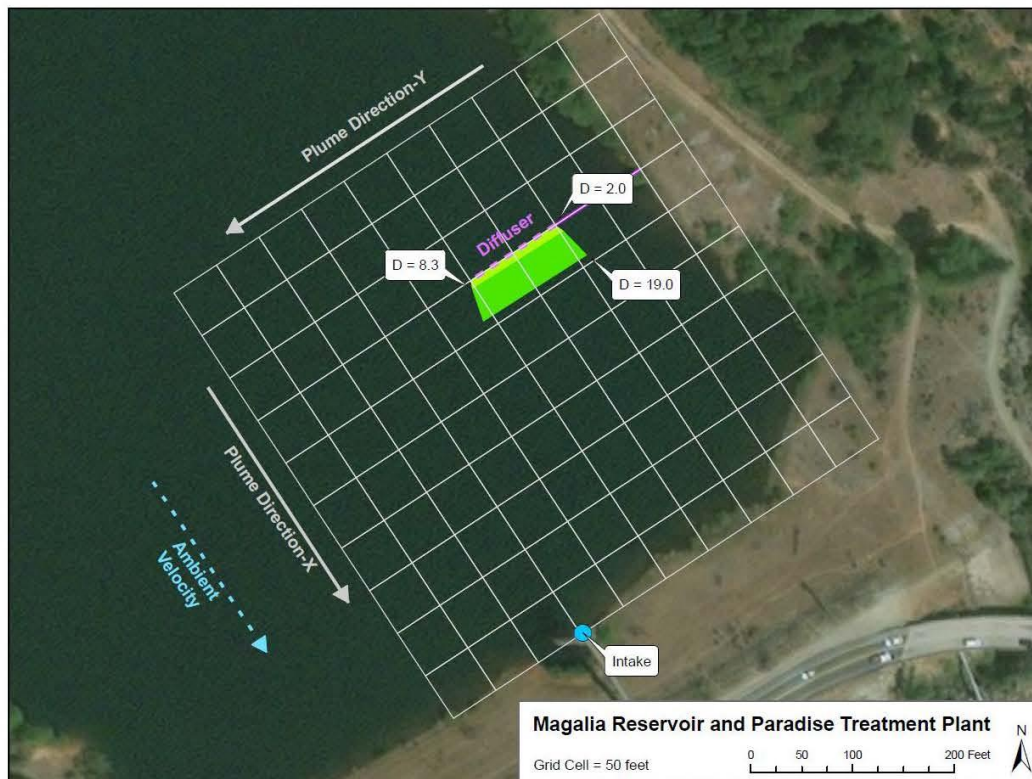 Plume Direction-Y
D = 2.0
Diffuser
D = 8.3
D = 19.0
Plume Direction-X
Ambient
Velocity
Intake
Magalia Reservoir and Paradise Treatment Plant
N
Grid Cell = 50 feet
0 50 100 200 Feet